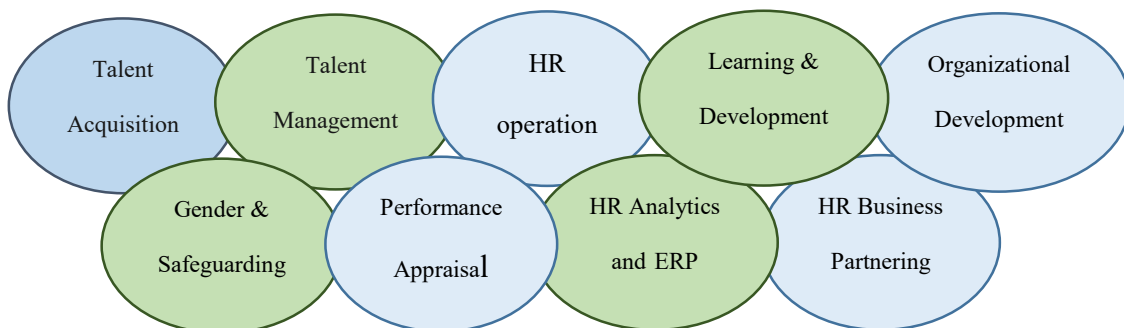 Talent
Acquisition
Talent
Management
HR
operation
Learning &
Development
Organizational
Development
Gender &
Safeguarding
Performance
Appraisal
HR Analytics
and ERP
HR Business
Partnering